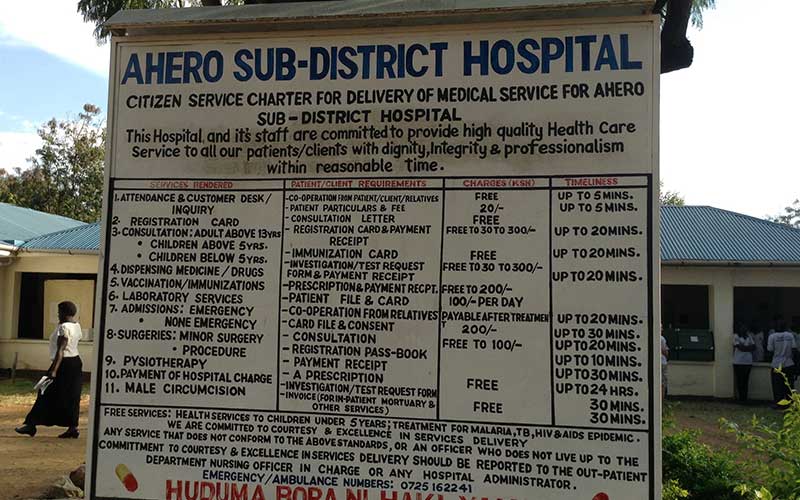 AHERO SUB-DISTRICT HOSPITAL
CITIZEN SERVICE CHARTER FOR DELIVERY OF MEDICAL SERVICE FOR AHERO
SUB-DISTRICT HOSPITAL
This Hospital, and it's staff are committed to provide high quality Health Care
Service to all our patients/clients with dignity, Integrity & professionalism
within reasonable time.
SERVICES RENDERED
1. ATTENDANCE & CUSTOMER DESK/
INQUIRY
2. REGISTRATION CARD
3. CONSULTATION: ADULT ABOVE 13YRS
• CHILDREN ABOVE 5YRS.
• CHILDREN BELOW 5YRS.
4. DISPENSING MEDICINE / DRUGS
5. VACCINATION/IMMUNIZATIONS
6. LABORATORY SERVICES
7. ADMISSIONS: EMERGENCY
• NONE EMERGENCY
8. SURGERIES: MINOR SURGERY
• PROCEDURE
9. PYSIOTHERAPY
10. PAYMENT OF HOSPITAL CHARGE
11. MALE CIRCUMCISION
PATIENT/CLIENT REQUIREMENTS
-CO-OPERATION FROM PATIENT/CLIENT/RELATIVES
- PATIENT PARTICULARS & FEE
- CONSULTATION LETTER
- REGISTRATION CARD & PAYMENT
RECEIPT
- IMMUNIZATION CARD
-INVESTIGATION/TEST REQUEST
FORM & PAYMENT RECEIPT
-PRESCRIPTION & PAYMENT RECPT.
- PATIENT FILE & CARD
-CO-OPERATION FROM RELATIVES
- CARD FILE & CONSENT
- CONSULTATION
- REGISTRATION PASS-BOOK
- PAYMENT RECEIPT
- A PRESCRIPTION
-INVESTIGATION/TEST REQUEST FORM
-INVOICE (FOR IN-PATIENT MORTUARY &
OTHER SERVICES)
CHARGES (KSH)
FREE
20/-
FREE
FREE TO 30 TO 300/-
FREE TO 30 TO 300/-
FREE TO 200/-
100/- PER DAY
PAYABLE AFTER TREATMENT
200/-
FREE TO 100/-
FREE
FREE
TIMELINESS
UP TO 5 MINS.
UP TO 5 MINS.
UP TO 20 MINS.
UP TO 20 MINS.
UP TO 20 MINS.
UP TO 20 MINS.
UP TO 30 MINS.
UP TO 20 MINS.
UP TO 10 MINS.
UP TO 30 MINS.
UP TO 24 HRS.
30 MINS.
30 MINS.
FREE SERVICES: HEALTH SERVICES TO CHILDREN UNDER 5 YEARS; TREATMENT FOR MALARIA, TB, HIV & AIDS EPIDEMIC.
WE ARE COMMITTED TO COURTESY & EXCELLENCE IN SERVICES DELIVERY
ANY SERVICE THAT DOES NOT CONFORM TO THE ABOVE STANDARDS, OR AN OFFICER WHO DOES NOT LIVE UP TO THE
COMMITMENT TO COURTESY & EXCELLENCE IN SERVICES DELIVERY SHOULD BE REPORTED TO THE OUT-PATIENT
DEPARTMENT NURSING OFFICER IN CHARGE OR ANY HOSPITAL ADMINISTRATOR.
EMERGENCY/AMBULANCE NUMBERS: 0725 162241
HUDUMA BORA NI HAKI